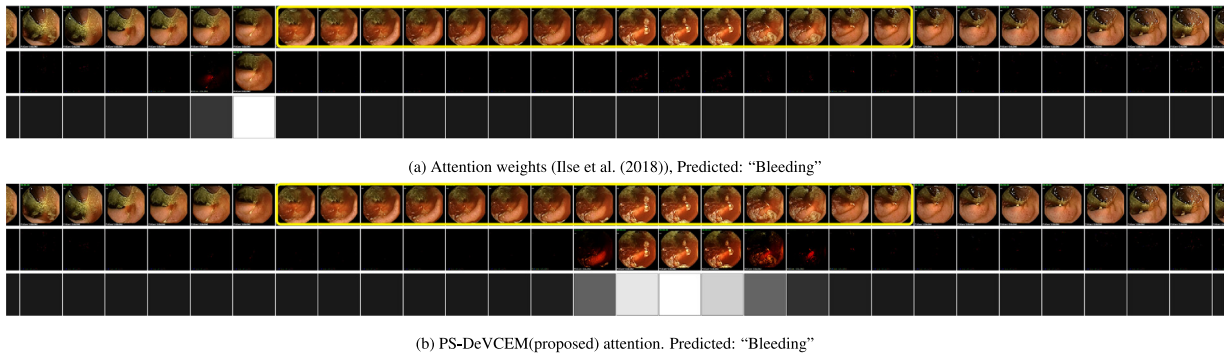 (a) Attention weights (Ilse et al. (2018)), Predicted: “Bleeding”
(b) PS-DeVCEM(proposed) attention. Predicted: “Bleeding”